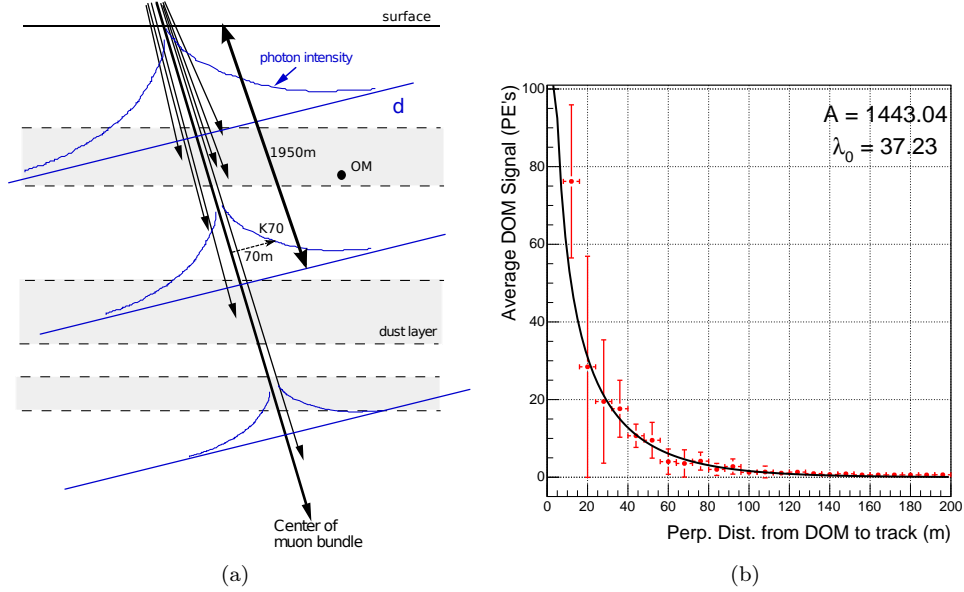 surface
photon intensity
d
1950m
OM
K70
70m
dust layer
Center of
muon bundle
(a)
Average DOM Signal (PE's)
100
80
60
40
20
0
A = 1443.04
λ₀ = 37.23
0 20 40 60 80 100 120 140 160 180 200
Perp. Dist. from DOM to track (m)
(b)